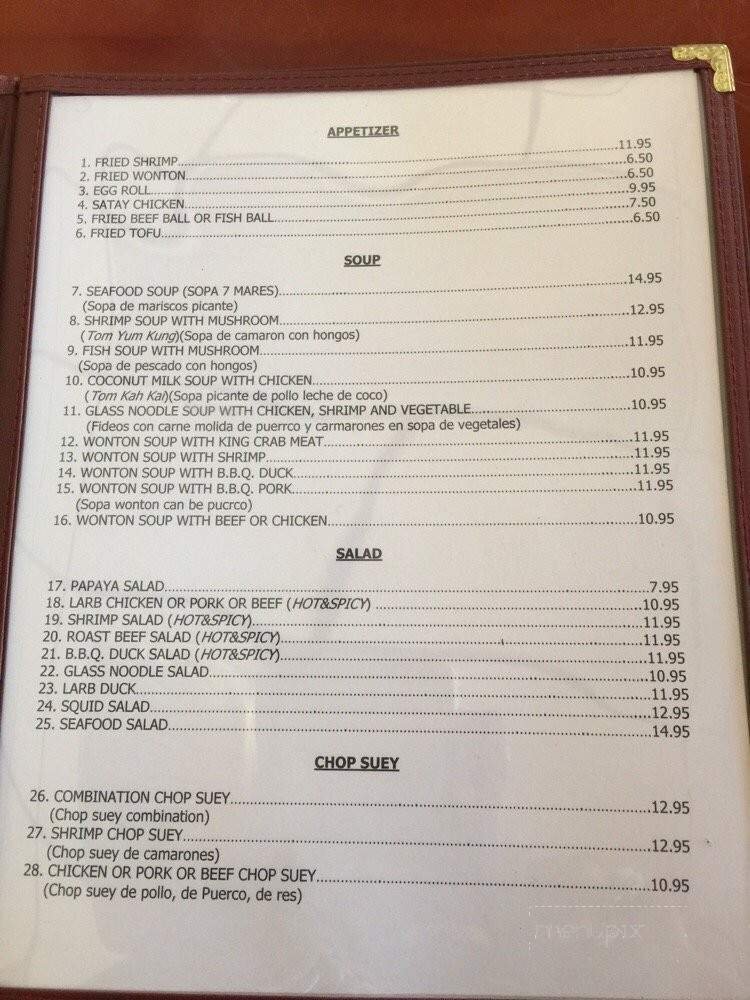 APPETIZER
1. FRIED SHRIMP 11.95
2. FRIED WONTON 6.50
3. EGG ROLL 6.50
4. SATAY CHICKEN 9.95
5. FRIED BEEF BALL OR FISH BALL 7.50
6. FRIED TOFU 6.50
SOUP
7. SEAFOOD SOUP (SOPA 7 MARES) 14.95
(Sopa de mariscos picante)
8. SHRIMP SOUP WITH MUSHROOM 12.95
(Tom Yum Kung)(Sopa de camaron con hongos)
9. FISH SOUP WITH MUSHROOM 11.95
(Sopa de pescado con hongos)
10. COCONUT MILK SOUP WITH CHICKEN 10.95
(Tom Kah Kai)(Sopa picante de pollo leche de coco)
11. GLASS NOODLE SOUP WITH CHICKEN, SHRIMP AND VEGETABLE 10.95
(Fideos con carne molida de puerrco y carmarones en sopa de vegetales)
12. WONTON SOUP WITH KING CRAB MEAT 11.95
13. WONTON SOUP WITH SHRIMP 11.95
14. WONTON SOUP WITH B.B.Q. DUCK 11.95
15. WONTON SOUP WITH B.B.Q. PORK 11.95
(Sopa wonton can be pucrco)
16. WONTON SOUP WITH BEEF OR CHICKEN 10.95
SALAD
17. PAPAYA SALAD 7.95
18. LARB CHICKEN OR PORK OR BEEF (HOT&SPICY) 10.95
19. SHRIMP SALAD (HOT&SPICY) 11.95
20. ROAST BEEF SALAD (HOT&SPICY) 11.95
21. B.B.Q. DUCK SALAD (HOT&SPICY) 11.95
22. GLASS NOODLE SALAD 10.95
23. LARB DUCK 11.95
24. SQUID SALAD 12.95
25. SEAFOOD SALAD 14.95
CHOP SUEY
26. COMBINATION CHOP SUEY 12.95
(Chop suey combination)
27. SHRIMP CHOP SUEY 12.95
(Chop suey de camarones)
28. CHICKEN OR PORK OR BEEF CHOP SUEY 10.95
(Chop suey de pollo, de Puerco, de res)
menupix